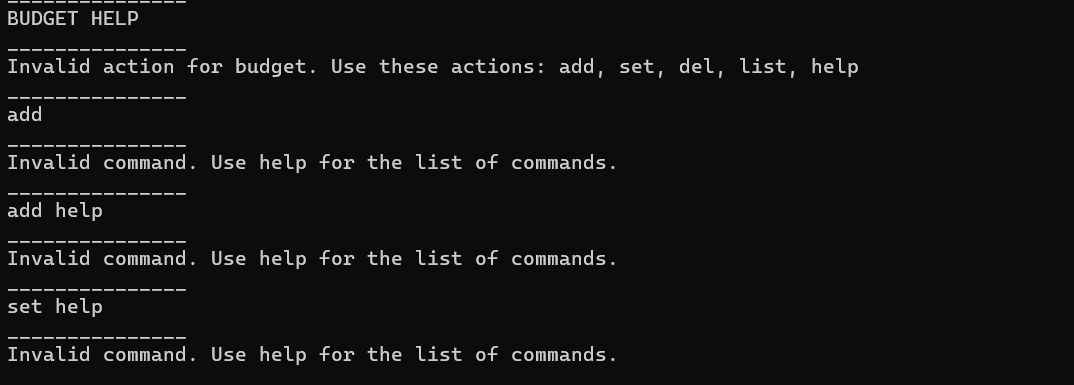 _______________
BUDGET HELP
_______________
Invalid action for budget. Use these actions: add, set, del, list, help
_______________
add
_______________
Invalid command. Use help for the list of commands.
_______________
add help
_______________
Invalid command. Use help for the list of commands.
_______________
set help
_______________
Invalid command. Use help for the list of commands.